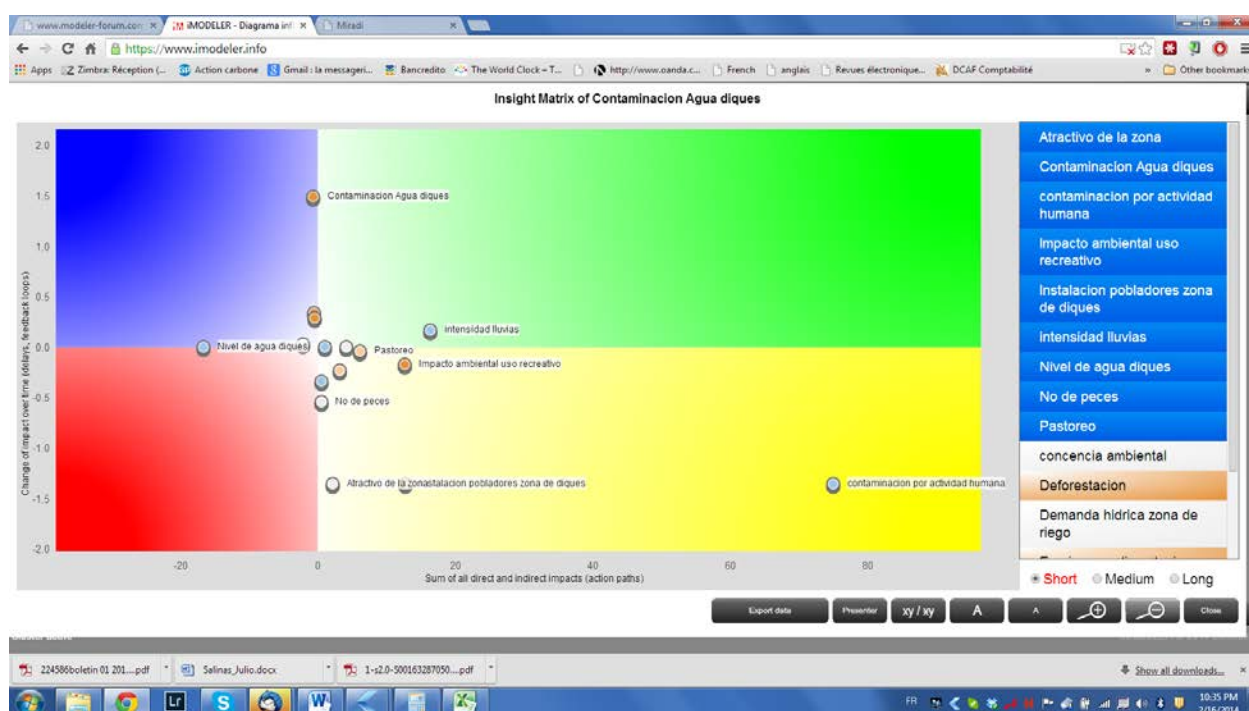 www.modeler-forum.com
iMODELER - Diagrama inf
Miradi
https://www.imodeler.info
Apps
Zimbra: Réception (...
Action carbone
Gmail : la messageri...
Bancredito
The World Clock – T...
http://www.oanda.c...
French
anglais
Revues électronique...
DCAF Comptabilité
»
Other bookmark
Insight Matrix of Contaminacion Agua diques
Change of impact over time (delays, feedback loops)
2.0
1.5
1.0
0.5
0.0
-0.5
-1.0
-1.5
-2.0
Contaminacion Agua diques
intensidad lluvias
Nivel de agua diques
Pastoreo
Impacto ambiental uso recreativo
No de peces
Atractivo de la zona
stalacion pobladores zona de diques
contaminacion por actividad humana
-20
0
20
40
60
80
Sum of all direct and indirect impacts (action paths)
Atractivo de la zona
Contaminacion Agua diques
contaminacion por actividad
humana
Impacto ambiental uso
recreativo
Instalacion pobladores zona
de diques
intensidad lluvias
Nivel de agua diques
No de peces
Pastoreo
concencia ambiental
Deforestacion
Demanda hidrica zona de
riego
Short
Medium
Long
Export data
Presenter
xy / xy
A
A
Close
224586boletin 01 201....pdf
Salinas_Julio.docx
1-s2.0-S00163287050....pdf
Show all downloads...
Lr
S
W
FR
10:35 PM
2/16/2014